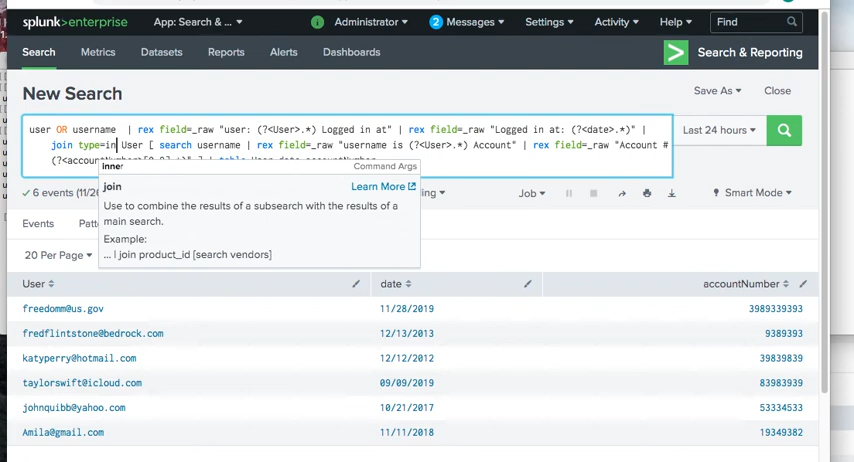 splunk>enterprise App: Search & ... Administrator 2 Messages Settings Activity Help Find
Search Metrics Datasets Reports Alerts Dashboards Search & Reporting
New Search Save As Close
user OR username | rex field=_raw "user: (?<User>.*) Logged in at" | rex field=_raw "Logged in at: (?<date>.*)" |
join type=in User [ search username | rex field=_raw "username is (?<User>.*) Account" | rex field=_raw "Account #
Last 24 hours
inner Command Args
join Learn More
Use to combine the results of a subsearch with the results of a
main search.
Example:
... | join product_id [search vendors]
6 events Job Smart Mode
Events
20 Per Page
User date accountNumber
freedomm@us.gov 11/28/2019 3989339393
fredflintstone@bedrock.com 12/12/2013 9389393
katyperry@hotmail.com 12/12/2012 39839839
taylorswift@icloud.com 09/09/2019 83983939
johnquibb@yahoo.com 10/21/2017 53334533
Amila@gmail.com 11/11/2018 19349382